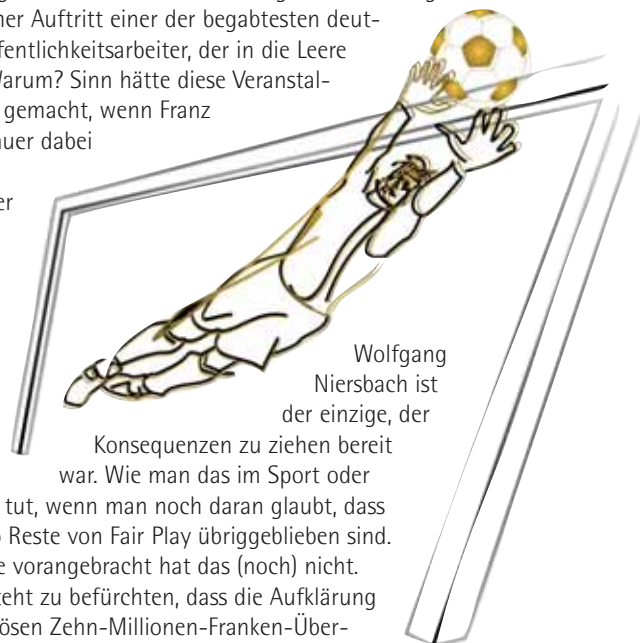 ner Auftritt einer der begabtesten deut-
fentlichkeitsarbeiter, der in die Leere
Warum? Sinn hätte diese Veranstal-
gemacht, wenn Franz
uer dabei
er
Wolfgang
Niersbach ist
der einzige, der
Konsequenzen zu ziehen bereit
war. Wie man das im Sport oder
tut, wenn man noch daran glaubt, dass
Reste von Fair Play übriggeblieben sind.
e vorangebracht hat das (noch) nicht.
teht zu befürchten, dass die Aufklärung
ösen Zehn-Millionen-Franken-Über-